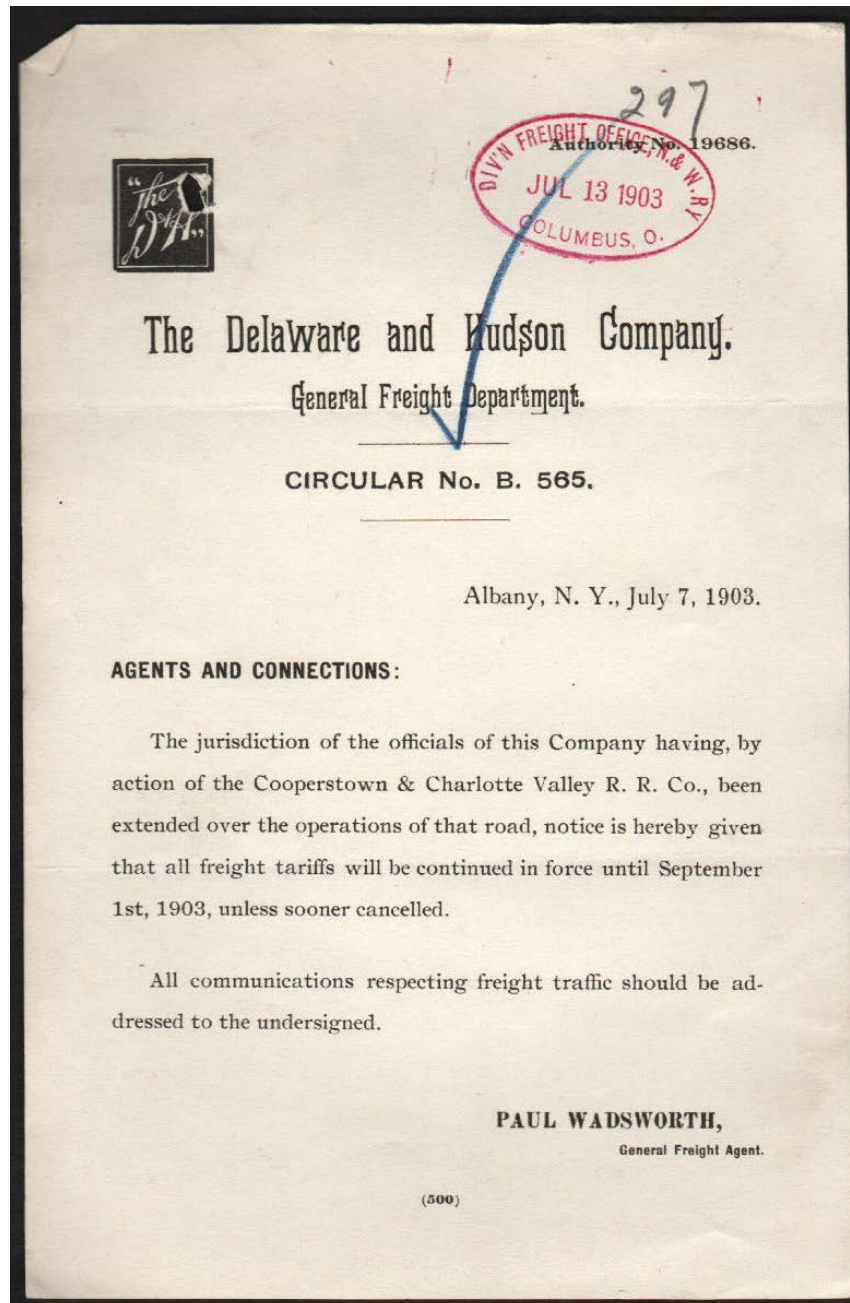 297
Authority No. 19686.
DIV'N FREIGHT OFFICE, N. & W. RY
JUL 13 1903
COLUMBUS, O.
"The
D&H"
The Delaware and Hudson Company.
General Freight Department.
CIRCULAR No. B. 565.
Albany, N. Y., July 7, 1903.
AGENTS AND CONNECTIONS:
The jurisdiction of the officials of this Company having, by
action of the Cooperstown & Charlotte Valley R. R. Co., been
extended over the operations of that road, notice is hereby given
that all freight tariffs will be continued in force until September
1st, 1903, unless sooner cancelled.
All communications respecting freight traffic should be ad-
dressed to the undersigned.
PAUL WADSWORTH,
General Freight Agent.
(500)